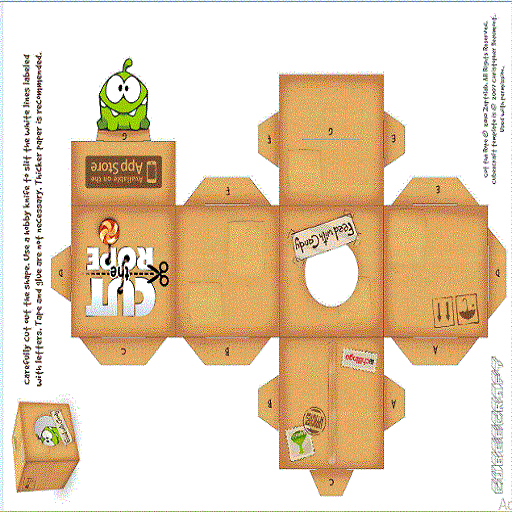 Carefully cut out the shape. Use a hobby knife to slit the white lines labeled
with letters. Tape and glue are not necessary. Thicker paper is recommended.
Cut the Rope © 2010 Zeptolab. All Rights Reserved.
Cubeecraft template is © 2007 Christopher Beaumont.
Used with permission.
Available on the
App Store
CUT
the
ROPE
Feed with Candy
G
G
E
E
F
F
E
D
D
C
B
A
B
A
C
CUBEECRAFT